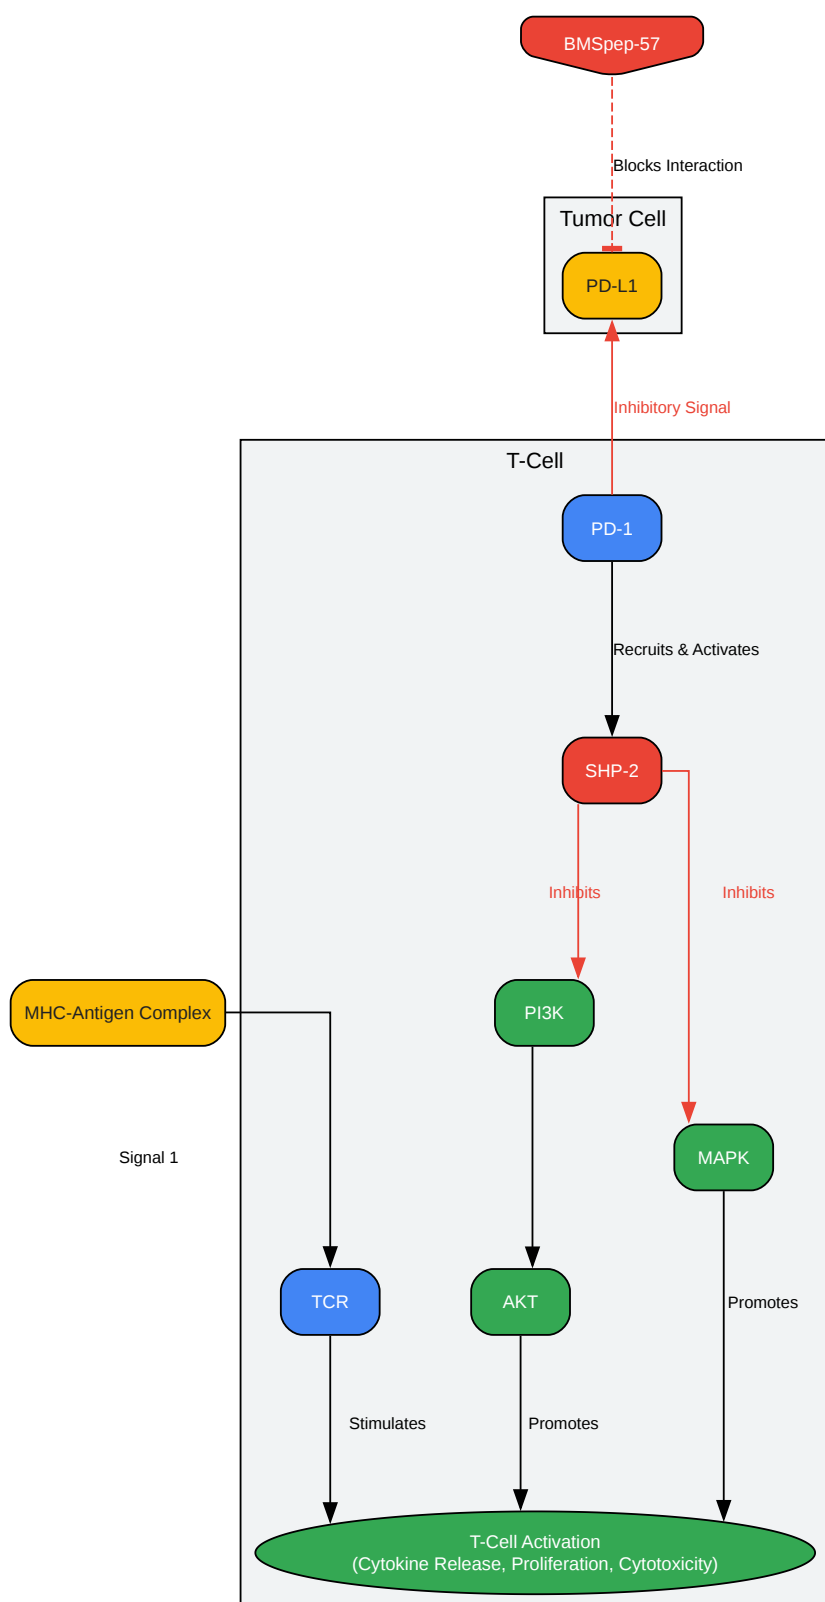 BMSpep-57
Blocks Interaction
Tumor Cell
PD-L1
Inhibitory Signal
T-Cell
PD-1
Recruits & Activates
SHP-2
Inhibits
Inhibits
MHC-Antigen Complex
PI3K
Signal 1
MAPK
TCR
AKT
Promotes
Stimulates
Promotes
T-Cell Activation
(Cytokine Release, Proliferation, Cytotoxicity)